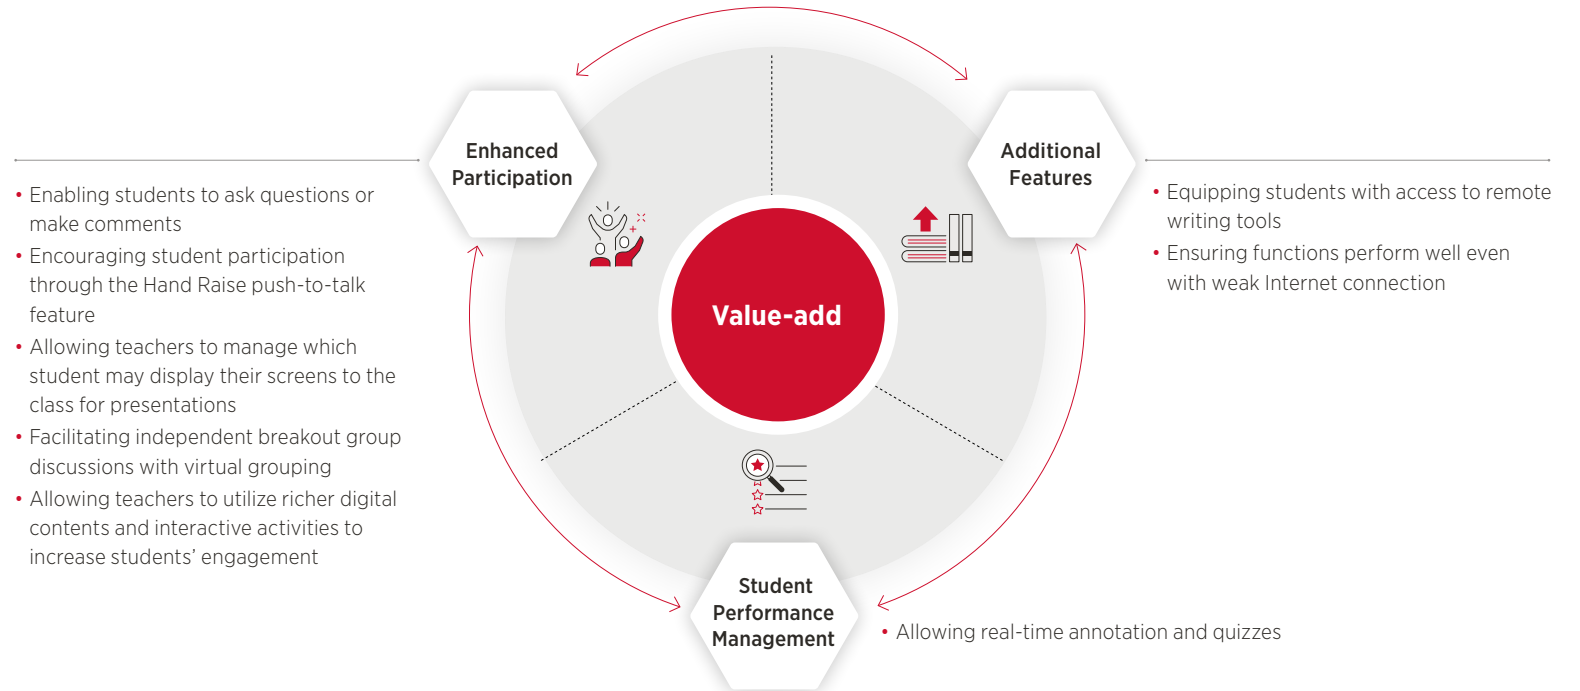 Enhanced
Participation
• Enabling students to ask questions or
make comments
• Encouraging student participation
through the Hand Raise push-to-talk
feature
• Allowing teachers to manage which
student may display their screens to the
class for presentations
• Facilitating independent breakout group
discussions with virtual grouping
• Allowing teachers to utilize richer digital
contents and interactive activities to
increase students’ engagement
Value-add
Additional
Features
• Equipping students with access to remote
writing tools
• Ensuring functions perform well even
with weak Internet connection
Student
Performance
Management
• Allowing real-time annotation and quizzes